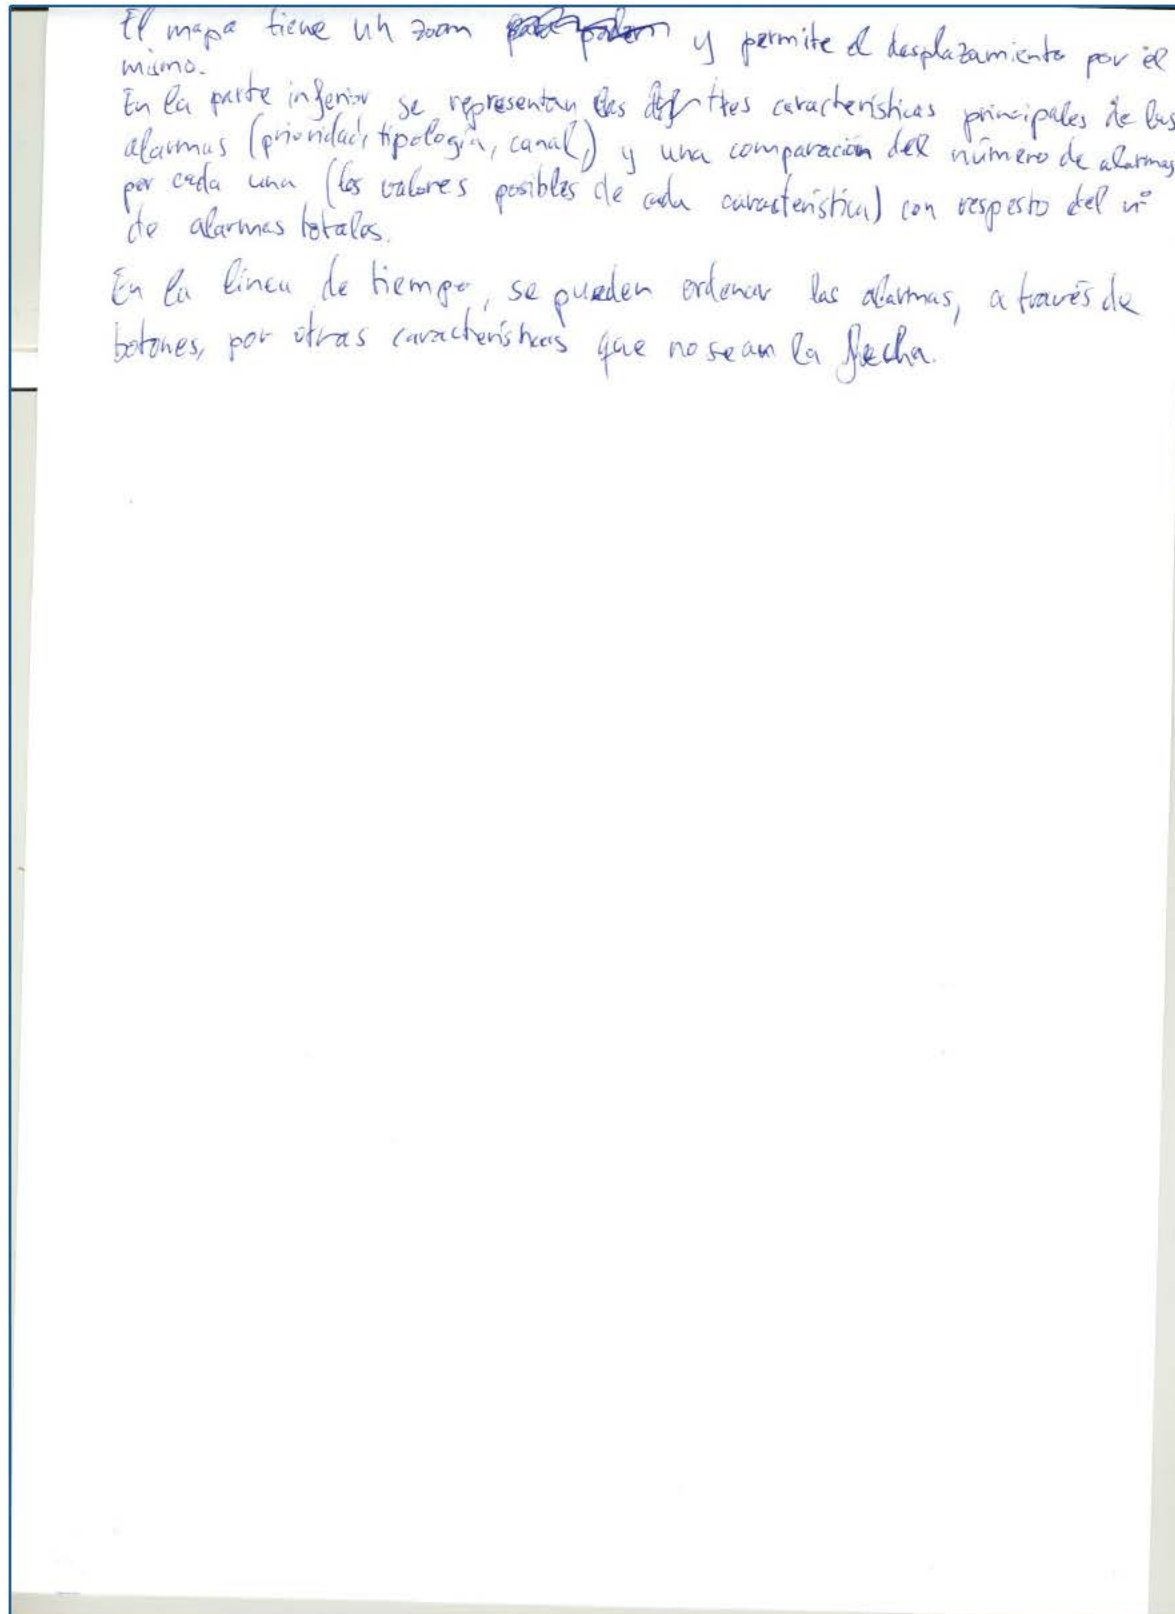 El mapa tiene un zoom y permite el desplazamiento por el
mismo.
En la parte inferior se representan las tres características principales de las
alarmas (prioridad, tipología, canal,) y una comparación del número de alarmas
por cada una (los valores posibles de cada característica) con respesto del nº
de alarmas totales.
En la línea de tiempo, se pueden ordenar las alarmas, a través de
botones, por otras características que no sean la fecha.